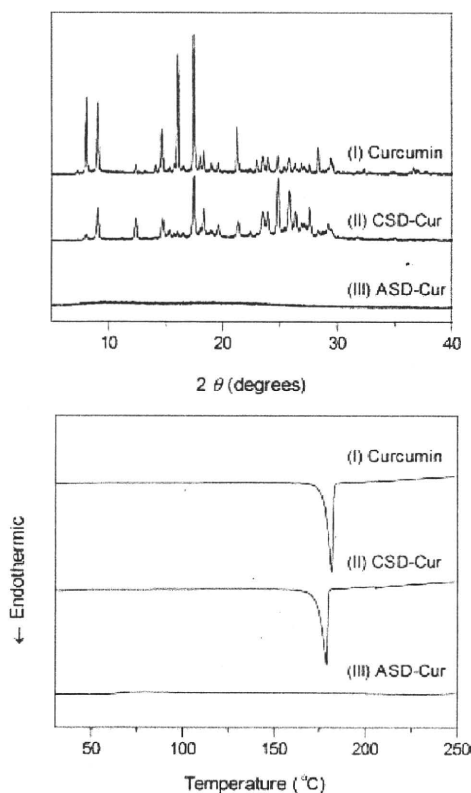 (I) Curcumin
(II) CSD-Cur
(III) ASD-Cur
10 20 30 40
2 θ (degrees)
(I) Curcumin
(II) CSD-Cur
(III) ASD-Cur
← Endothermic
50 100 150 200 250
Temperature (°C)